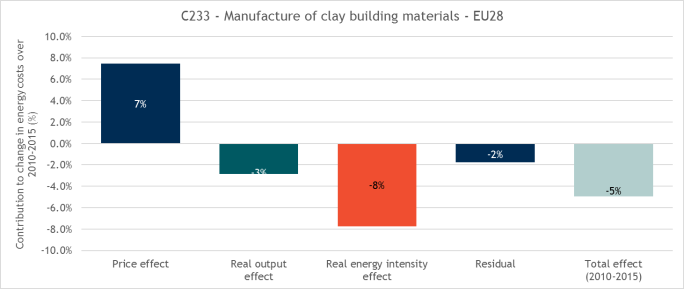 C233 - Manufacture of clay building materials - EU28
Contribution to change in energy costs over
2010-2015 (%)
10.0%
8.0%
6.0%
4.0%
2.0%
0.0%
-2.0%
-4.0%
-6.0%
-8.0%
-10.0%
7%
-3%
-8%
-2%
-5%
Price effect
Real output
effect
Real energy intensity
effect
Residual
Total effect
(2010-2015)